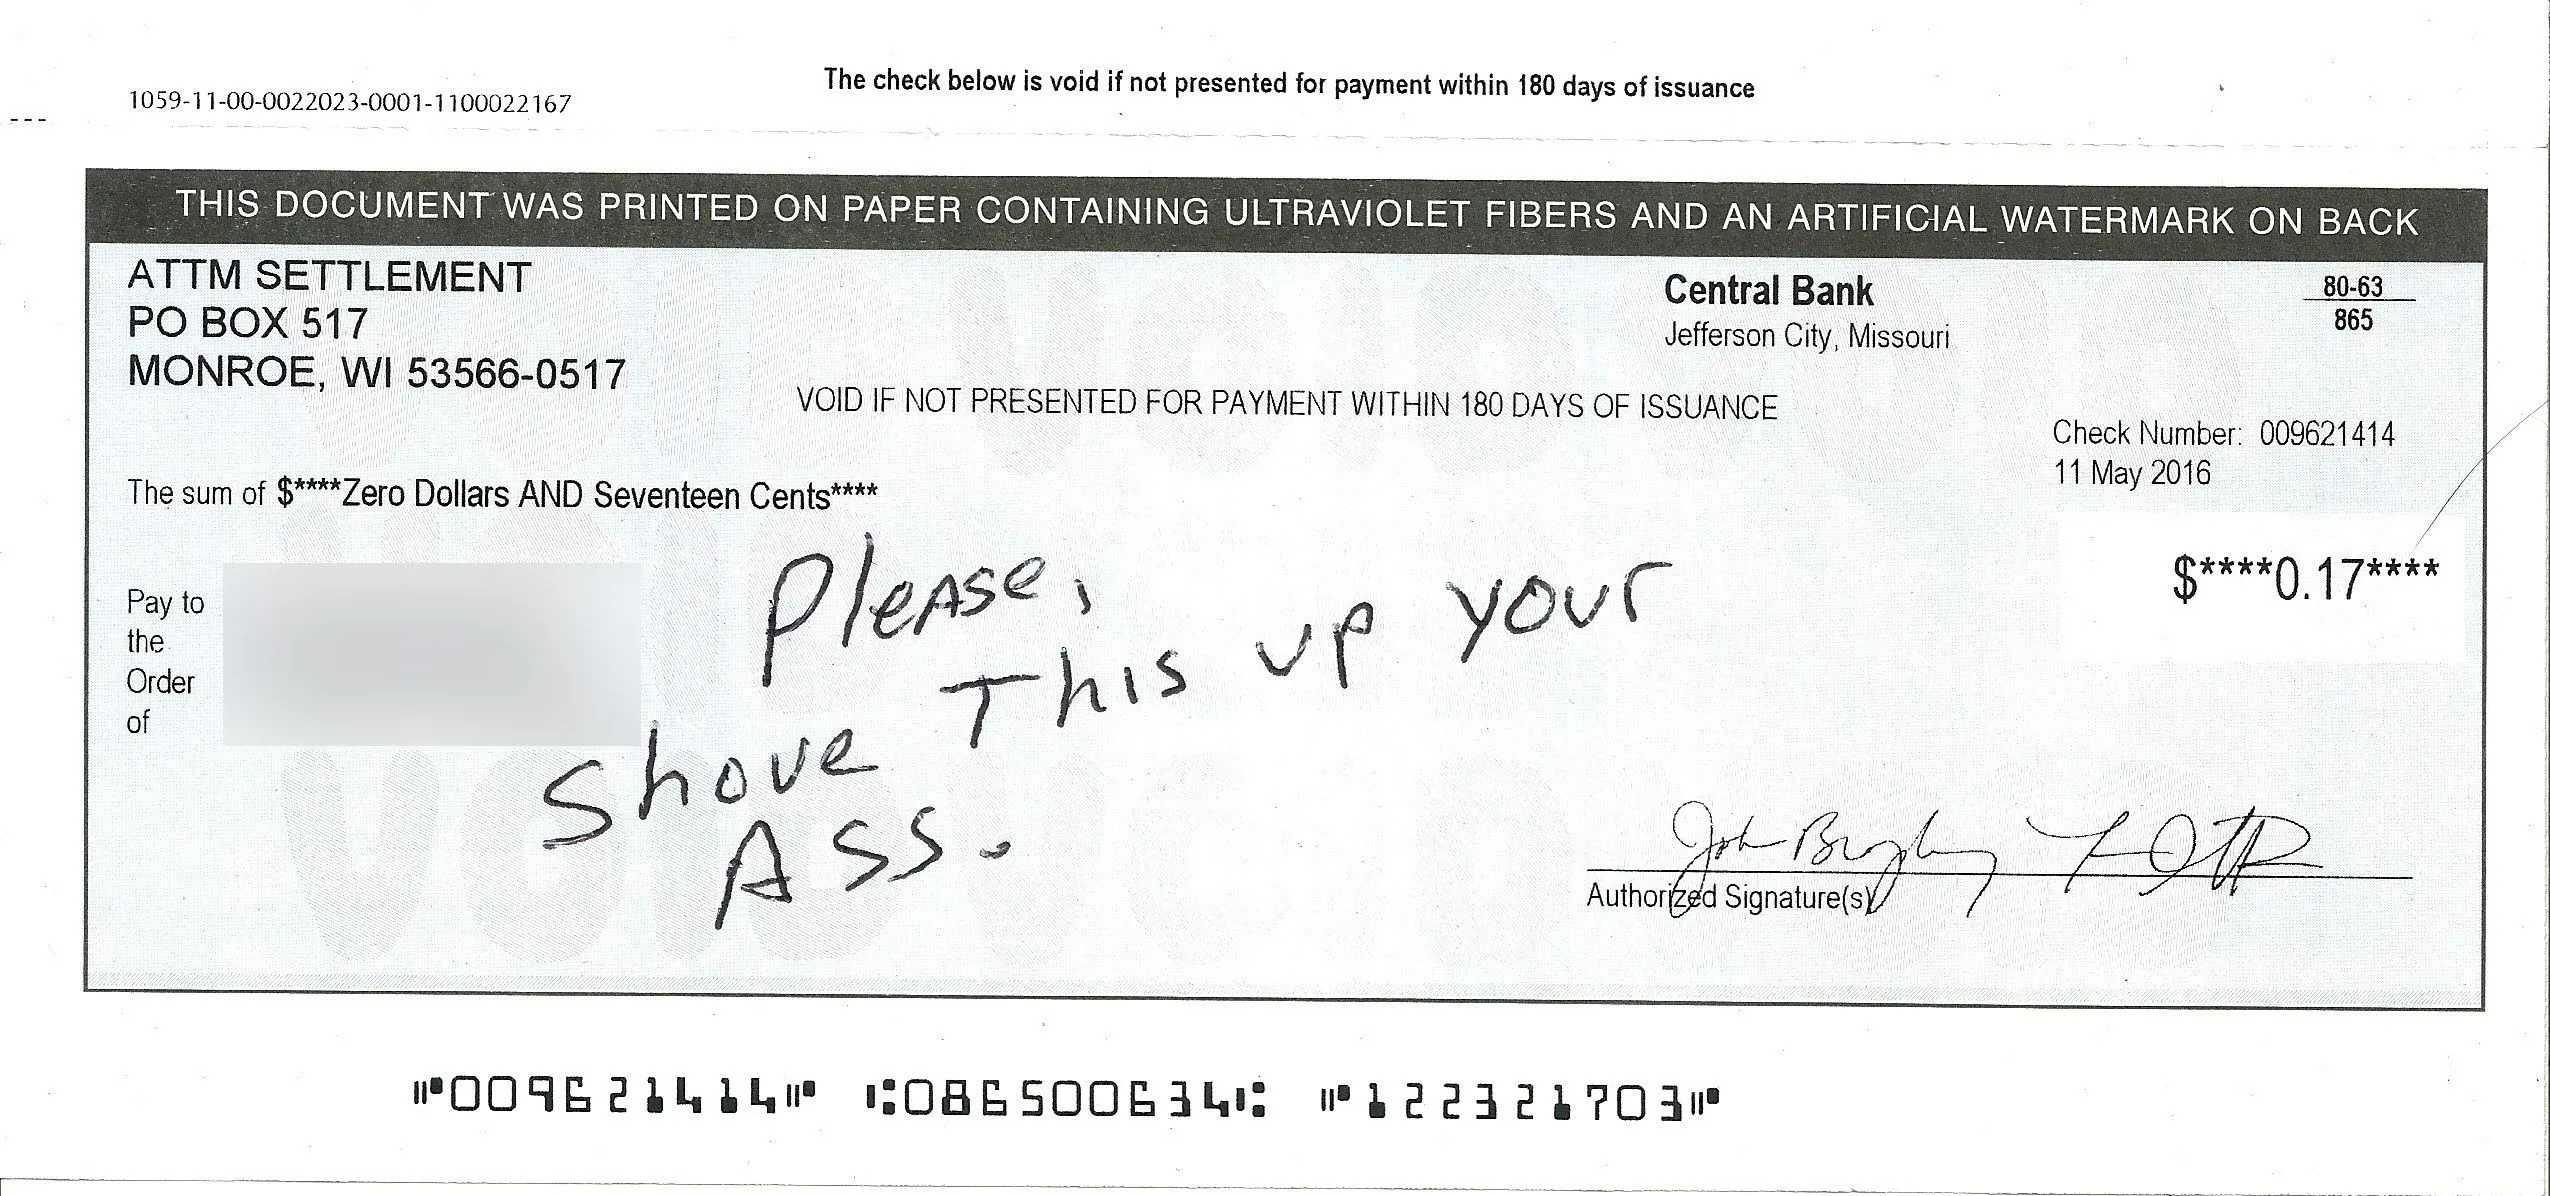 The check below is void if not presented for payment within 180 days of issuance
1059-11-00-0022023-0001-1100022167
THIS DOCUMENT WAS PRINTED ON PAPER CONTAINING ULTRAVIOLET FIBERS AND AN ARTIFICIAL WATERMARK ON BACK
ATTM SETTLEMENT
PO BOX 517
MONROE, WI 53566-0517
Central Bank
Jefferson City, Missouri
80-63
865
VOID IF NOT PRESENTED FOR PAYMENT WITHIN 180 DAYS OF ISSUANCE
Check Number: 009621414
11 May 2016
The sum of $****Zero Dollars AND Seventeen Cents****
$****0.17****
Pay to
the
Order
of
Please,
Shove This up your
Ass.
John
Authorized Signature(s)
⑈009621414⑈ ⑆086500634⑆ ⑈122321703⑈